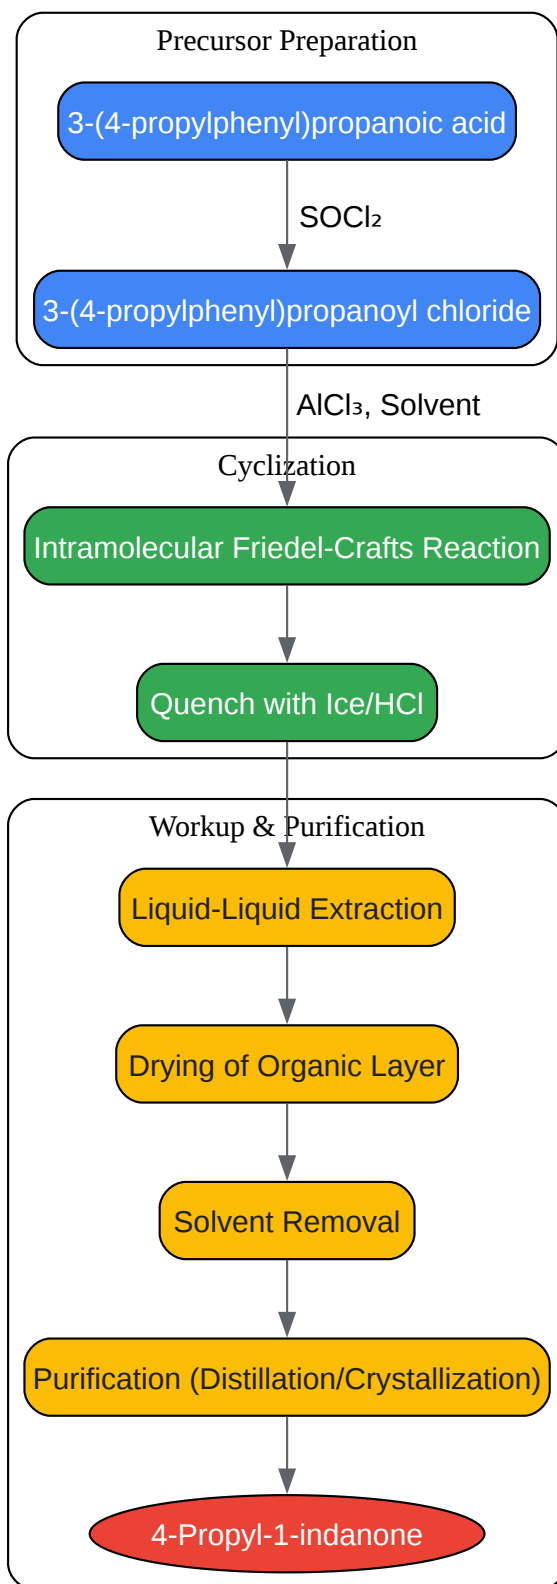 Precursor Preparation
3-(4-propylphenyl)propanoic acid
SOCl₂
3-(4-propylphenyl)propanoyl chloride
AlCl₃, Solvent
Cyclization
Intramolecular Friedel-Crafts Reaction
Quench with Ice/HCl
Workup & Purification
Liquid-Liquid Extraction
Drying of Organic Layer
Solvent Removal
Purification (Distillation/Crystallization)
4-Propyl-1-indanone